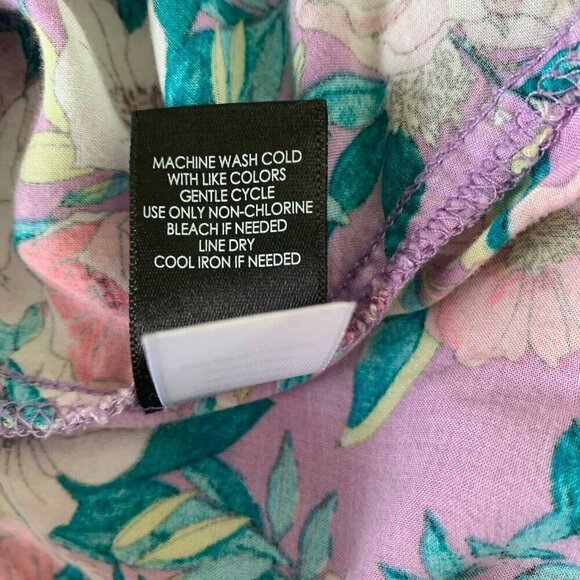 MACHINE WASH COLD
WITH LIKE COLORS
GENTLE CYCLE
USE ONLY NON-CHLORINE
BLEACH IF NEEDED
LINE DRY
COOL IRON IF NEEDED